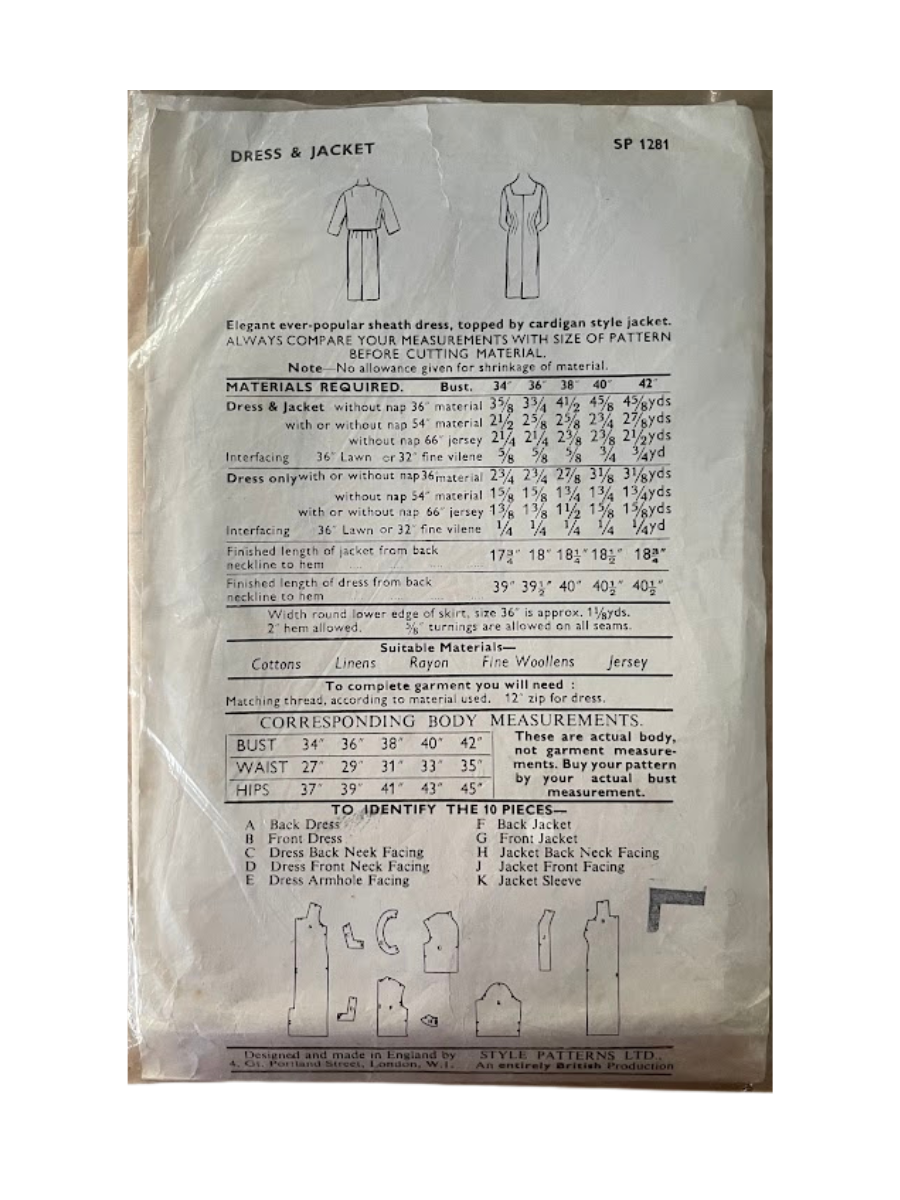 DRESS & JACKET SP 1281
Elegant ever-popular sheath dress, topped by cardigan style jacket.
ALWAYS COMPARE YOUR MEASUREMENTS WITH SIZE OF PATTERN
BEFORE CUTTING MATERIAL.
Note—No allowance given for shrinkage of material.
MATERIALS REQUIRED. Bust. 34″ 36″ 38″ 40″ 42″
Dress & Jacket without nap 36″ material 3⅝ 3¾ 4½ 4⅝ 4⅝yds
with or without nap 54″ material 2½ 2⅝ 2⅝ 2¾ 2⅞yds
without nap 66″ jersey 2¼ 2¼ 2⅜ 2⅜ 2½yds
Interfacing 36″ Lawn or 32″ fine vilene ⅝ ⅝ ⅝ ¾ ¾yd
Dress only with or without nap 36″ material 2¾ 2¾ 2⅞ 3⅛ 3⅛yds
without nap 54″ material 1⅝ 1⅝ 1¾ 1¾ 1¾yds
with or without nap 66″ jersey 1⅜ 1⅜ 1½ 1⅝ 1⅝yds
Interfacing 36″ Lawn or 32″ fine vilene ¼ ¼ ¼ ¼ ¼yd
Finished length of jacket from back
neckline to hem .... .... .... 17¾″ 18″ 18¼″ 18½″ 18¾″
Finished length of dress from back
neckline to hem .... .... .... 39″ 39½″ 40″ 40½″ 40½″
Width round lower edge of skirt, size 36″ is approx. 1⅛yds.
2″ hem allowed. ⅝″ turnings are allowed on all seams.
Suitable Materials—
Cottons Linens Rayon Fine Woollens Jersey
To complete garment you will need :
Matching thread, according to material used. 12″ zip for dress.
CORRESPONDING BODY MEASUREMENTS.
BUST 34″ 36″ 38″ 40″ 42″
WAIST 27″ 29″ 31″ 33″ 35″
HIPS 37″ 39″ 41″ 43″ 45″
These are actual body,
not garment measure-
ments. Buy your pattern
by your actual bust
measurement.
TO IDENTIFY THE 10 PIECES—
A Back Dress
B Front Dress
C Dress Back Neck Facing
D Dress Front Neck Facing
E Dress Armhole Facing
F Back Jacket
G Front Jacket
H Jacket Back Neck Facing
J Jacket Front Facing
K Jacket Sleeve
Designed and made in England by STYLE PATTERNS LTD.,
4, Gt. Portland Street, London, W.1. An entirely British Production